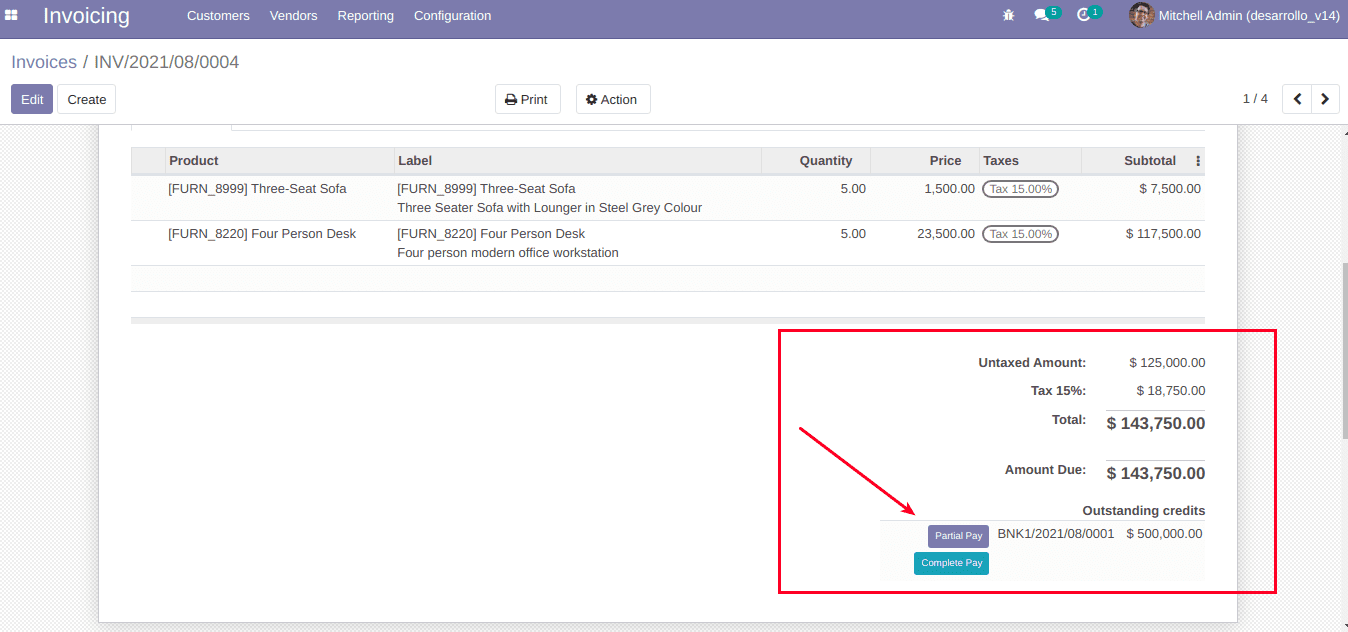 Invoicing Customers Vendors Reporting Configuration 5 1 Mitchell Admin (desarrollo_v14)
Invoices / INV/2021/08/0004
Edit Create Print Action 1 / 4
Product Label Quantity Price Taxes Subtotal
[FURN_8999] Three-Seat Sofa [FURN_8999] Three-Seat Sofa 5.00 1,500.00 Tax 15.00% $ 7,500.00
Three Seater Sofa with Lounger in Steel Grey Colour
[FURN_8220] Four Person Desk [FURN_8220] Four Person Desk 5.00 23,500.00 Tax 15.00% $ 117,500.00
Four person modern office workstation
Untaxed Amount: $ 125,000.00
Tax 15%: $ 18,750.00
Total: $ 143,750.00
Amount Due: $ 143,750.00
Outstanding credits
Partial Pay BNK1/2021/08/0001 $ 500,000.00
Complete Pay